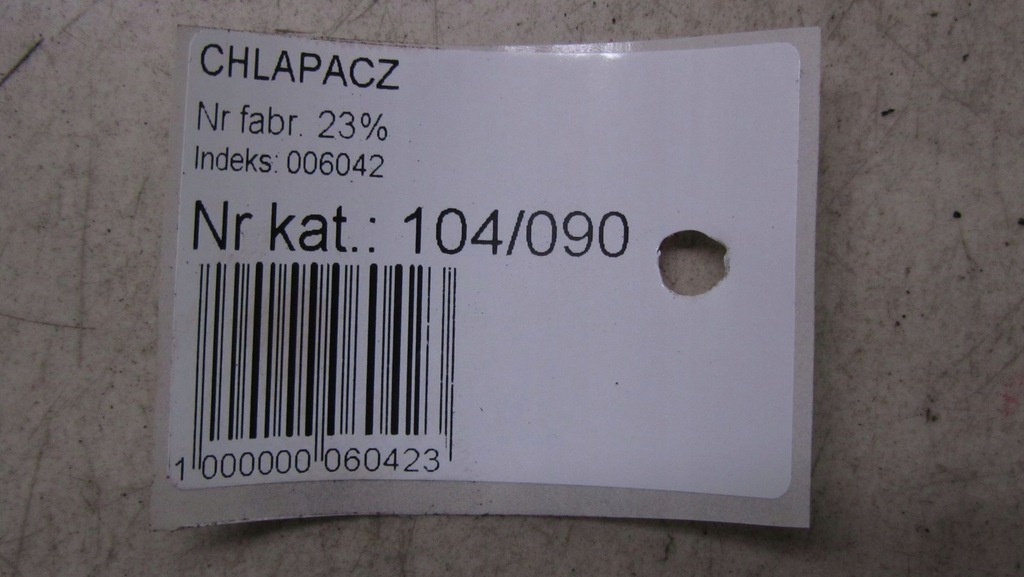 CHLAPACZ
Nr fabr. 23%
Indeks: 006042
Nr kat.: 104/090
1 000000 060423